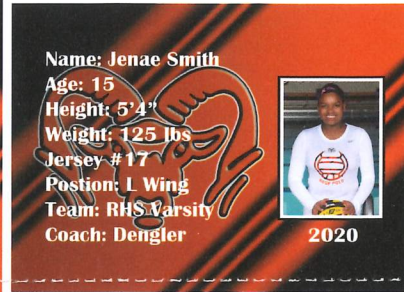 Name: Jenae Smith
Age: 15
Height: 5'4"
Weight: 125 lbs
Jersey #17
Postion: L Wing
Team: RHS Varsity
Coach: Dengler
2020